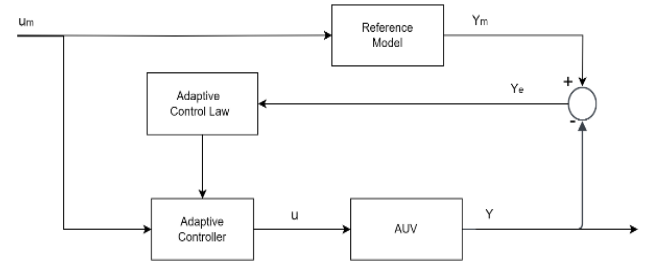 um
Reference
Model
Ym
+
Adaptive
Control Law
Ye
-
Adaptive
Controller
u
AUV
Y